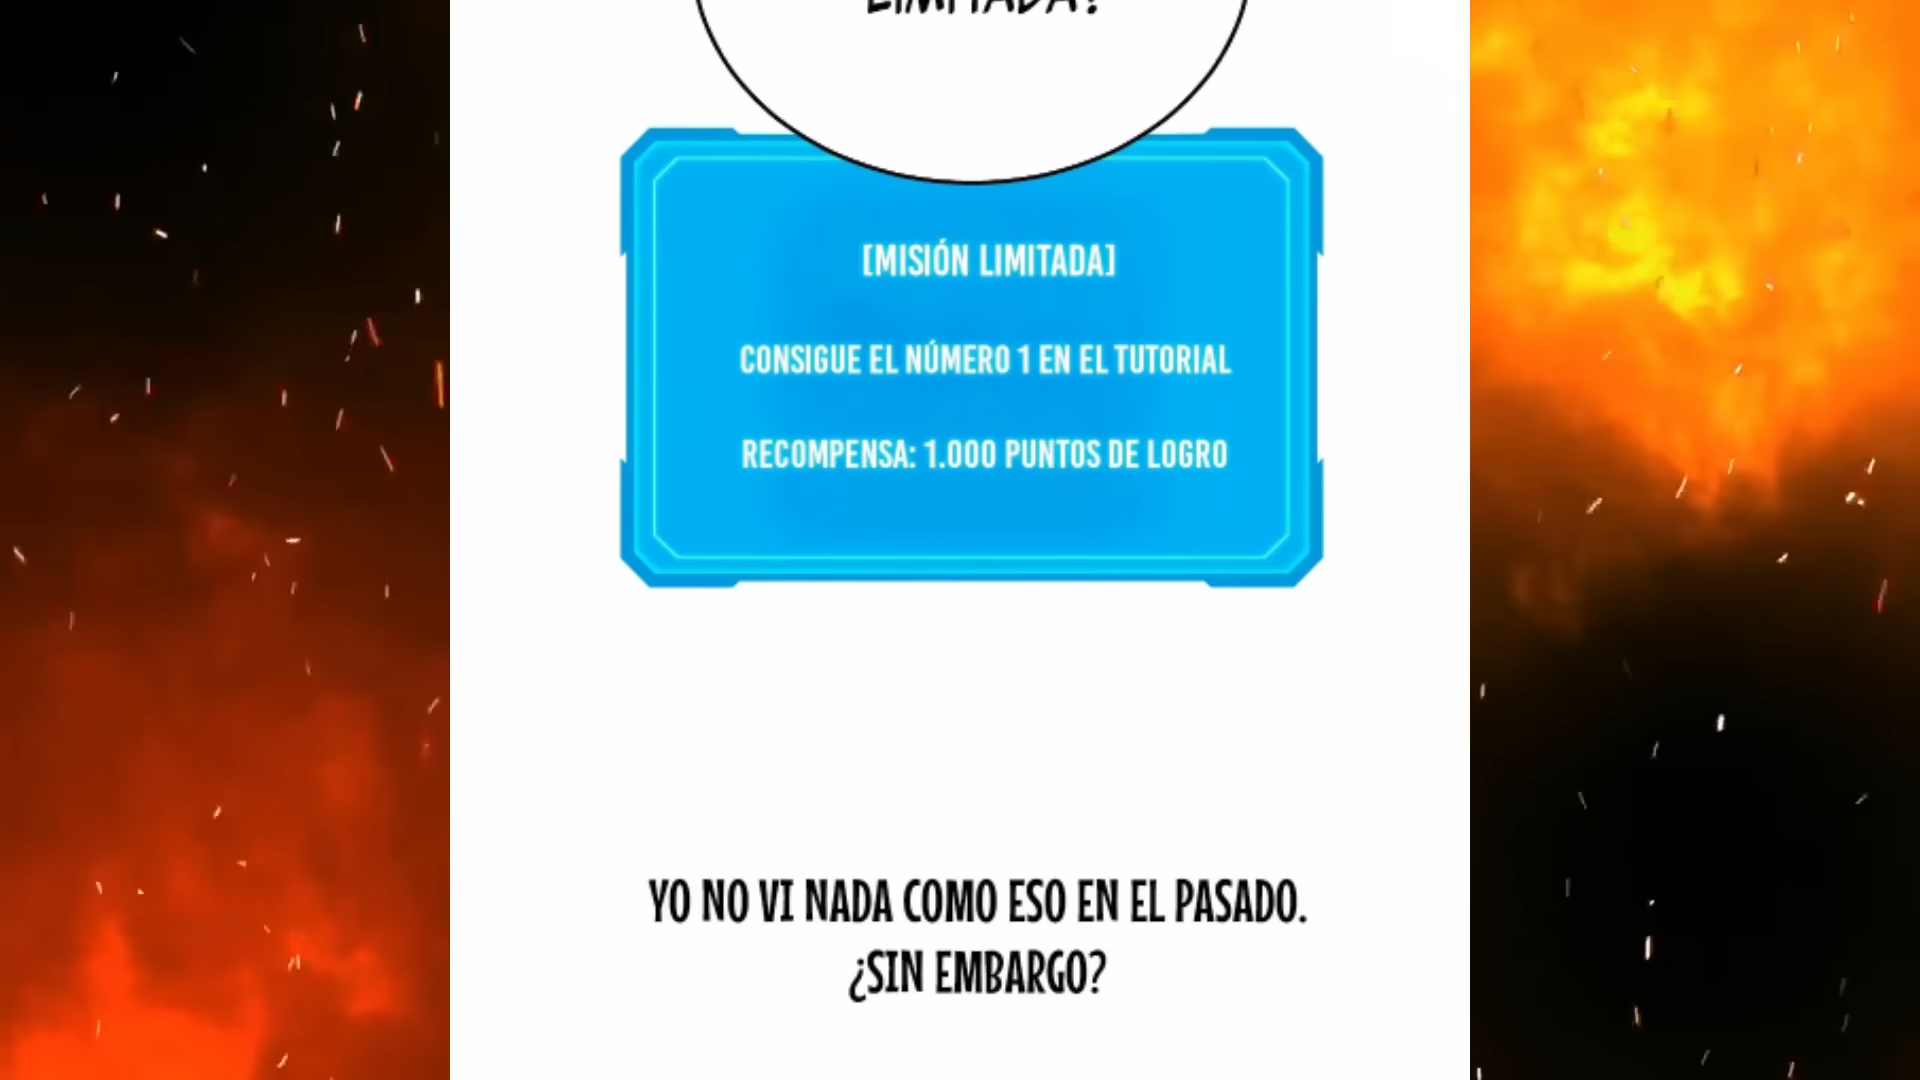 LIMITADA?
[MISIÓN LIMITADA]
CONSIGUE EL NÚMERO 1 EN EL TUTORIAL
RECOMPENSA: 1.000 PUNTOS DE LOGRO
YO NO VI NADA COMO ESO EN EL PASADO.
¿SIN EMBARGO?